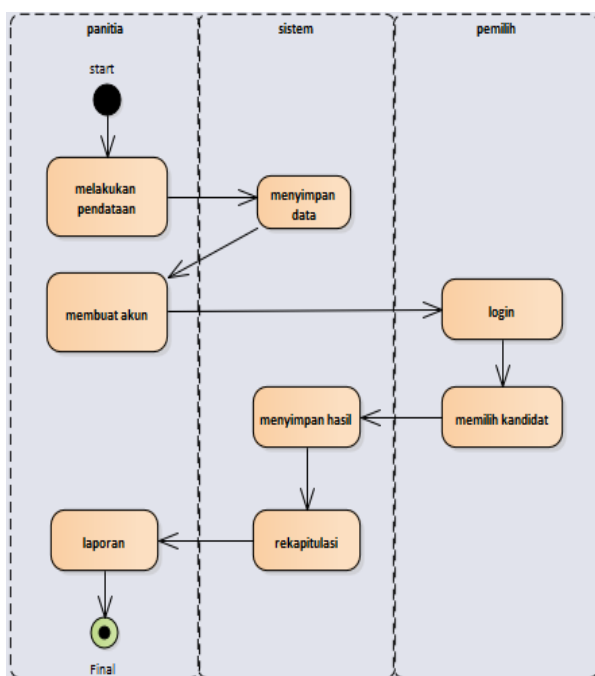 panitia
sistem
pemilih
start
melakukan
pendataan
menyimpan
data
membuat akun
login
menyimpan hasil
memilih kandidat
laporan
rekapitulasi
Final